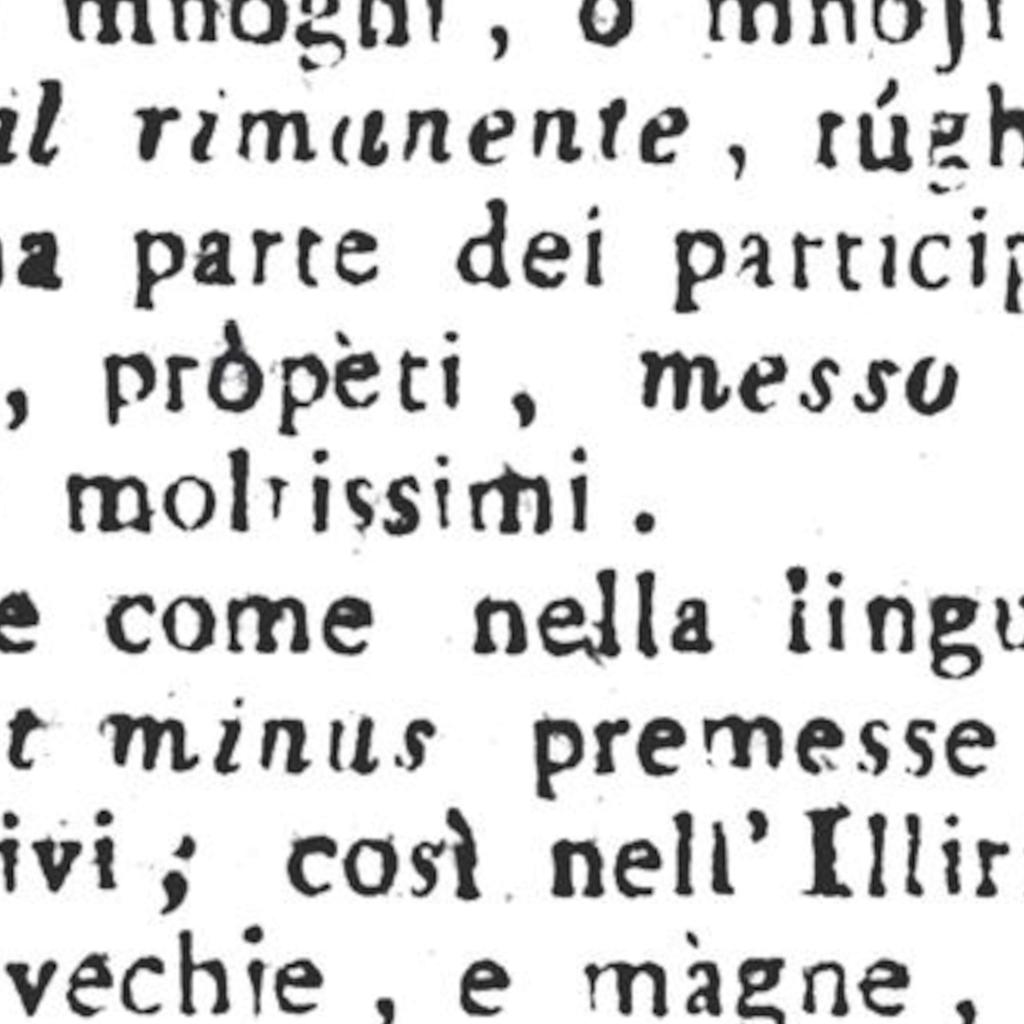 mnoghi , o mnoji
il rimanente , rúgh
na parte dei particip
, pròpèti , messo
moltissimi .
e come nella lingu
t minus premesse
ivi ; così nell' Illir
vechie , e màgne ,